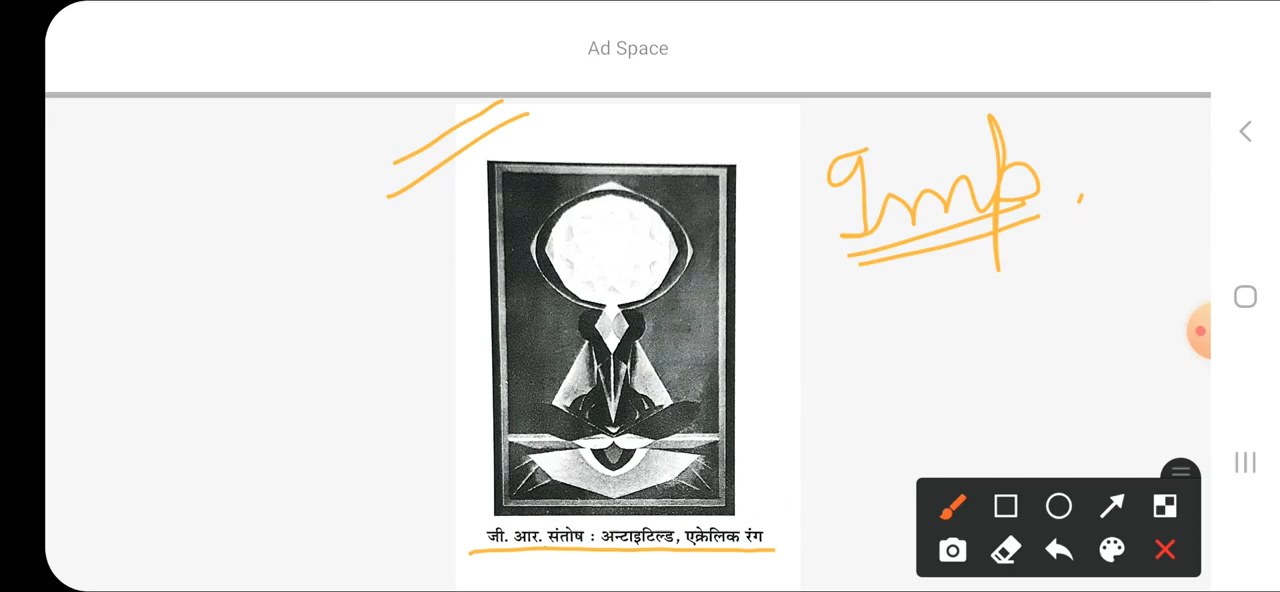 Ad Space
Imp.
जी. आर. संतोष : अन्टाइटिल्ड, एक्रेलिक रंग